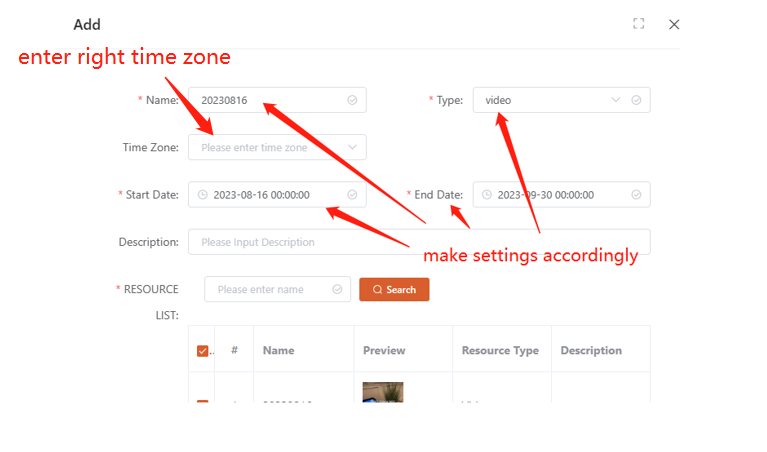 Add
enter right time zone
* Name: 20230816
* Type: video
Time Zone: Please enter time zone
* Start Date: 2023-08-16 00:00:00
* End Date: 2023-09-30 00:00:00
Description: Please Input Description
make settings accordingly
* RESOURCE LIST: Please enter name Search
# Name Preview Resource Type Description